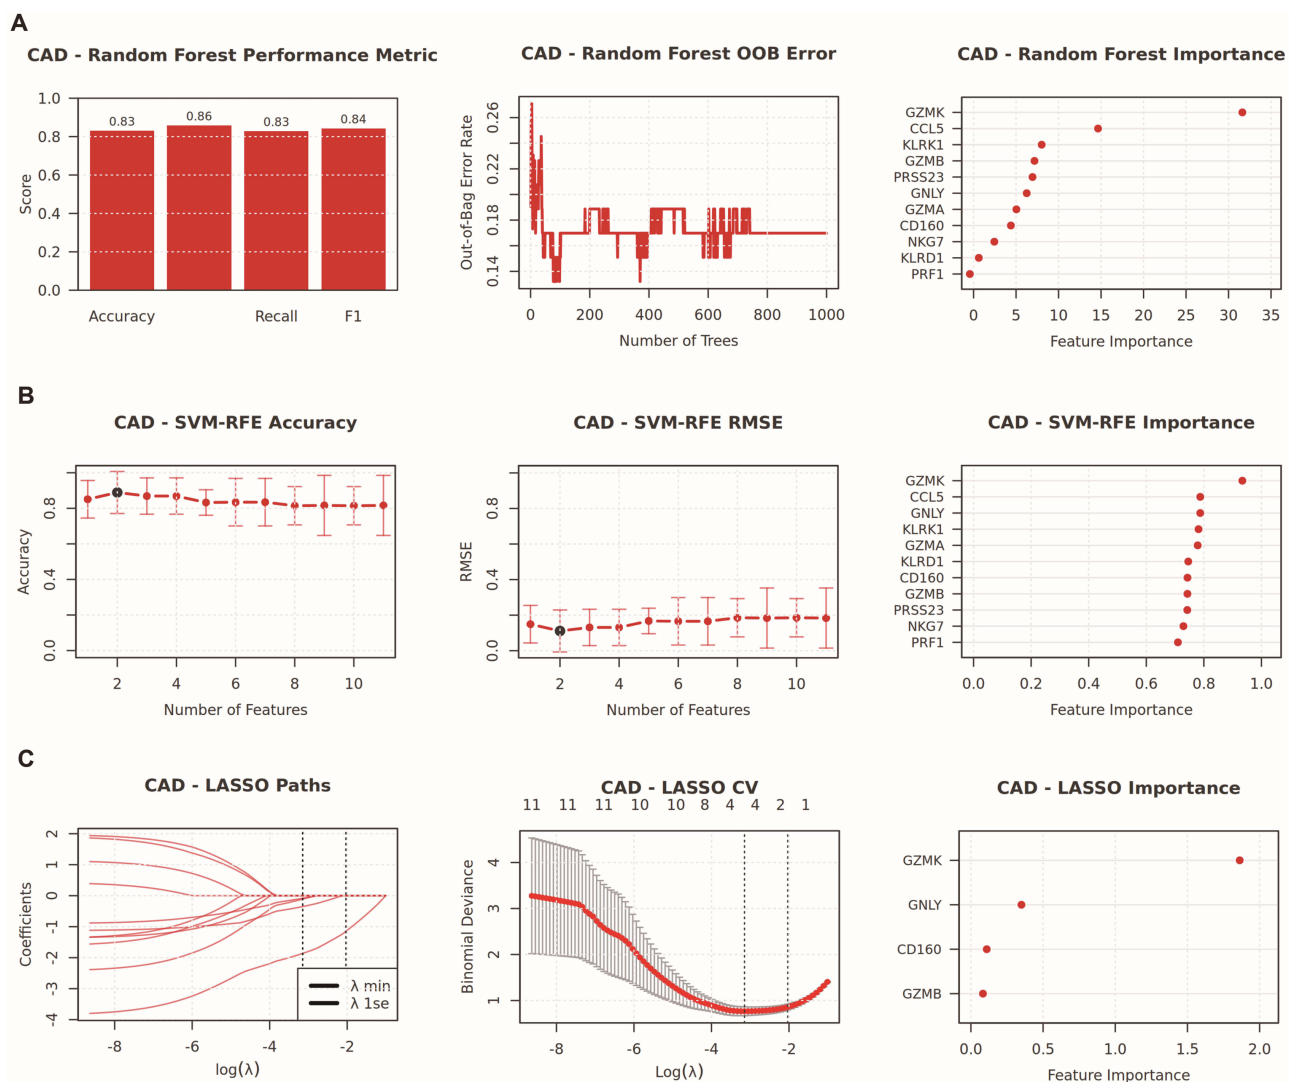 A
CAD - Random Forest Performance Metric
CAD - Random Forest OOB Error
CAD - Random Forest Importance
Score
1.0
0.8
0.6
0.4
0.2
0.0
0.83
0.86
0.83
0.84
Accuracy
Recall
F1
Out-of-Bag Error Rate
0.26
0.22
0.18
0.14
0
200
400
600
800
1000
Number of Trees
GZMK
CCL5
KLRK1
GZMB
PRSS23
GNLY
GZMA
CD160
NKG7
KLRD1
PRF1
0
5
10
15
20
25
30
35
Feature Importance
B
CAD - SVM-RFE Accuracy
CAD - SVM-RFE RMSE
CAD - SVM-RFE Importance
Accuracy
0.8
0.4
0.0
2
4
6
8
10
Number of Features
RMSE
0.8
0.4
0.0
2
4
6
8
10
Number of Features
GZMK
CCL5
GNLY
KLRK1
GZMA
KLRD1
CD160
GZMB
PRSS23
NKG7
PRF1
0.0
0.2
0.4
0.6
0.8
1.0
Feature Importance
C
CAD - LASSO Paths
CAD - LASSO CV
CAD - LASSO Importance
Coefficients
2
1
0
-1
-2
-3
-4
λ min
λ 1se
-8
-6
-4
-2
log(λ)
11
11
11
10
10
8
4
4
2
1
Binomial Deviance
4
3
2
1
-8
-6
-4
-2
Log(λ)
GZMK
GNLY
CD160
GZMB
0.0
0.5
1.0
1.5
2.0
Feature Importance